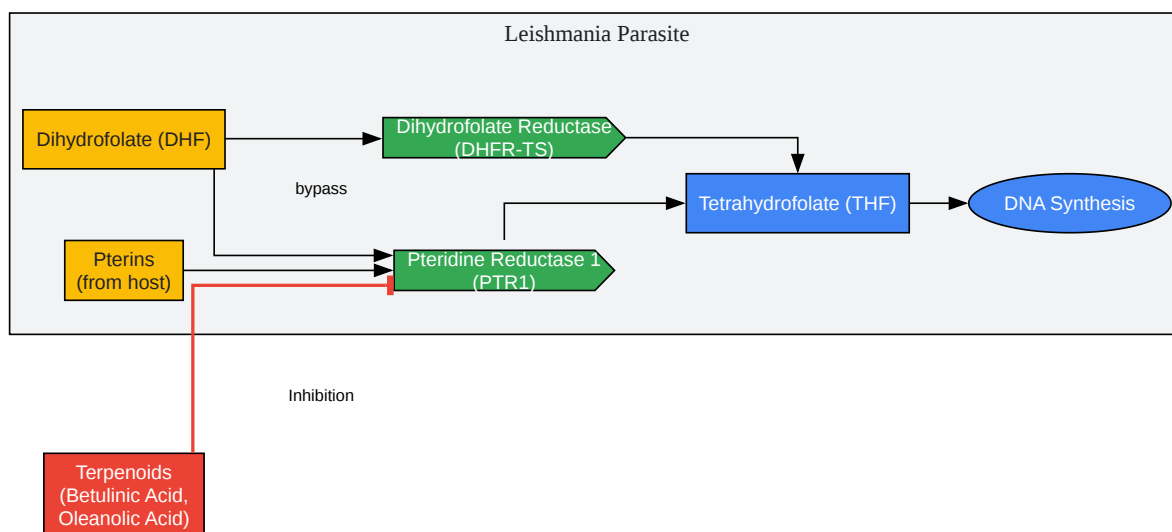 Leishmania Parasite
Dihydrofolate (DHF)
Dihydrofolate Reductase
(DHFR-TS)
bypass
Tetrahydrofolate (THF)
DNA Synthesis
Pterins
(from host)
Pteridine Reductase 1
(PTR1)
Inhibition
Terpenoids
(Betulinic Acid,
Oleanolic Acid)